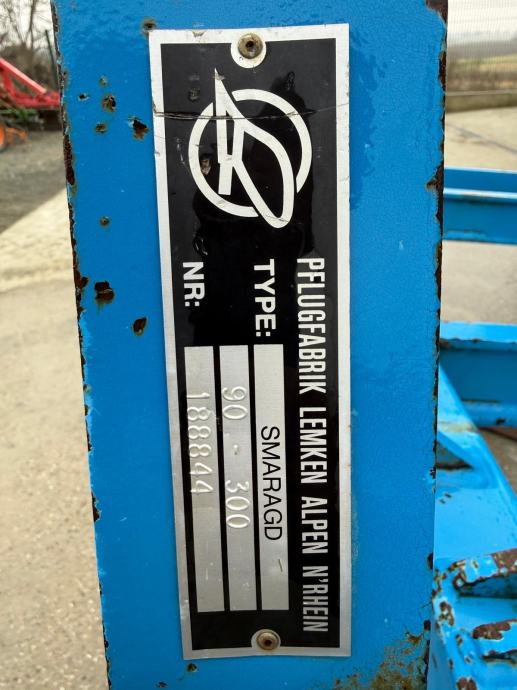 PFLUGFABRIK LEMKEN ALPEN N'RHEIN
TYPE: SMARAGD -
90 - 300
NR: 188844